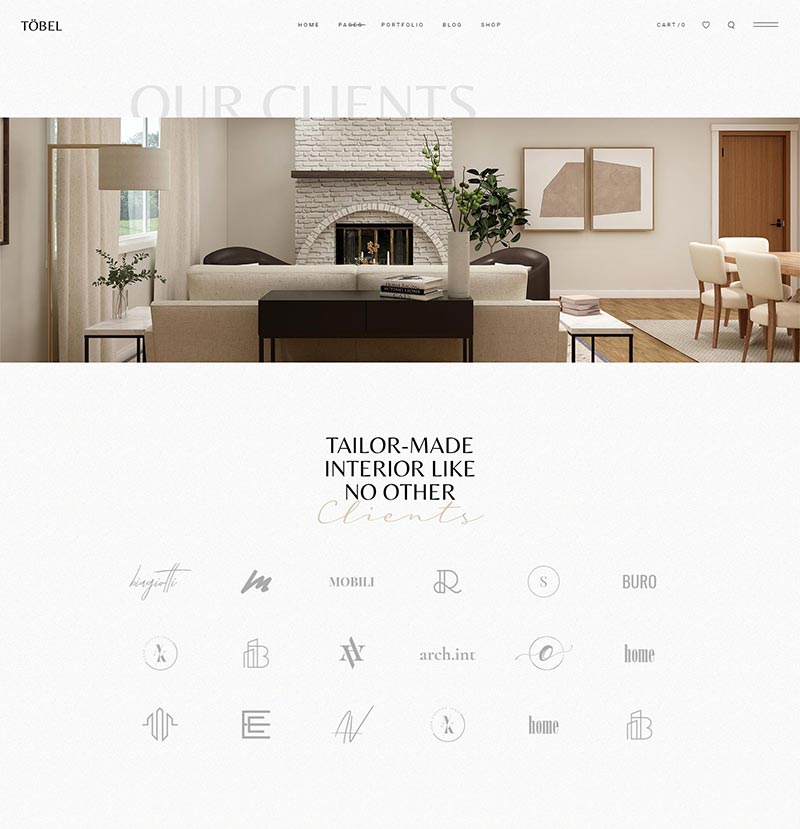 TÖBEL
HOME PAGES PORTFOLIO BLOG SHOP
CART/0
OUR CLIENTS
TAILOR-MADE
INTERIOR LIKE
NO OTHER
Clients
biagiotti
MOBILI
R
S
BURO
arch.int
home
home